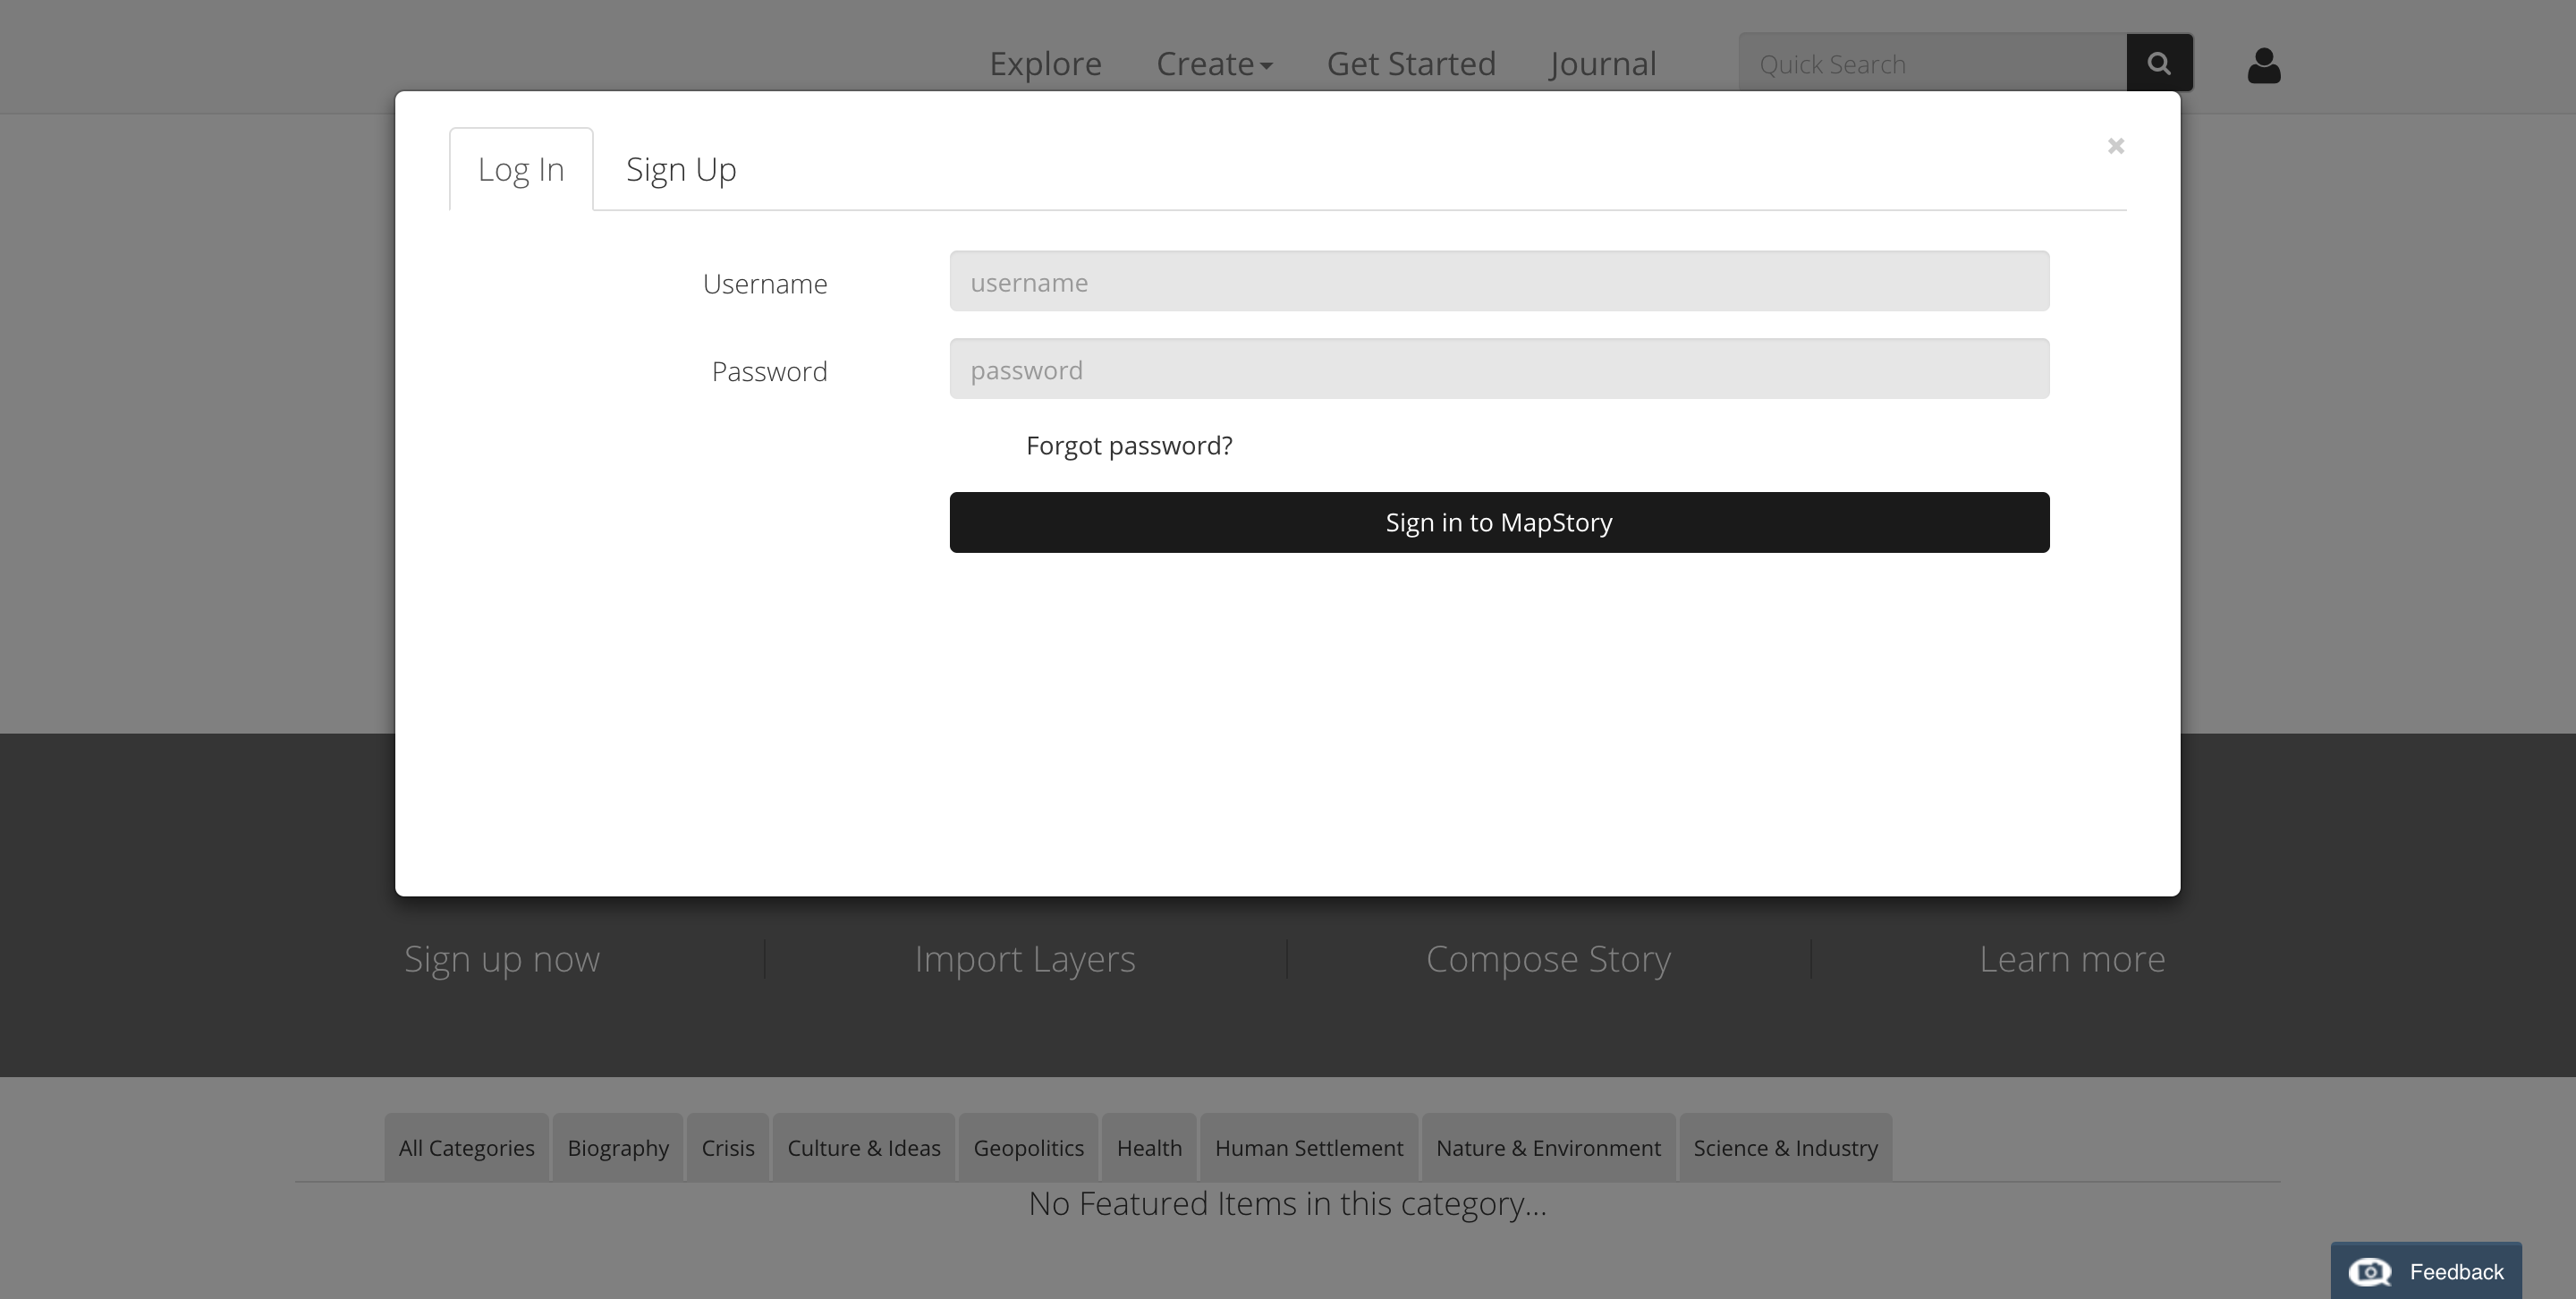 Explore Create Get Started Journal Quick Search
Log In Sign Up
Username username
Password password
Forgot password?
Sign in to MapStory
Sign up now Import Layers Compose Story Learn more
All Categories Biography Crisis Culture & Ideas Geopolitics Health Human Settlement Nature & Environment Science & Industry
No Featured Items in this category...
Feedback